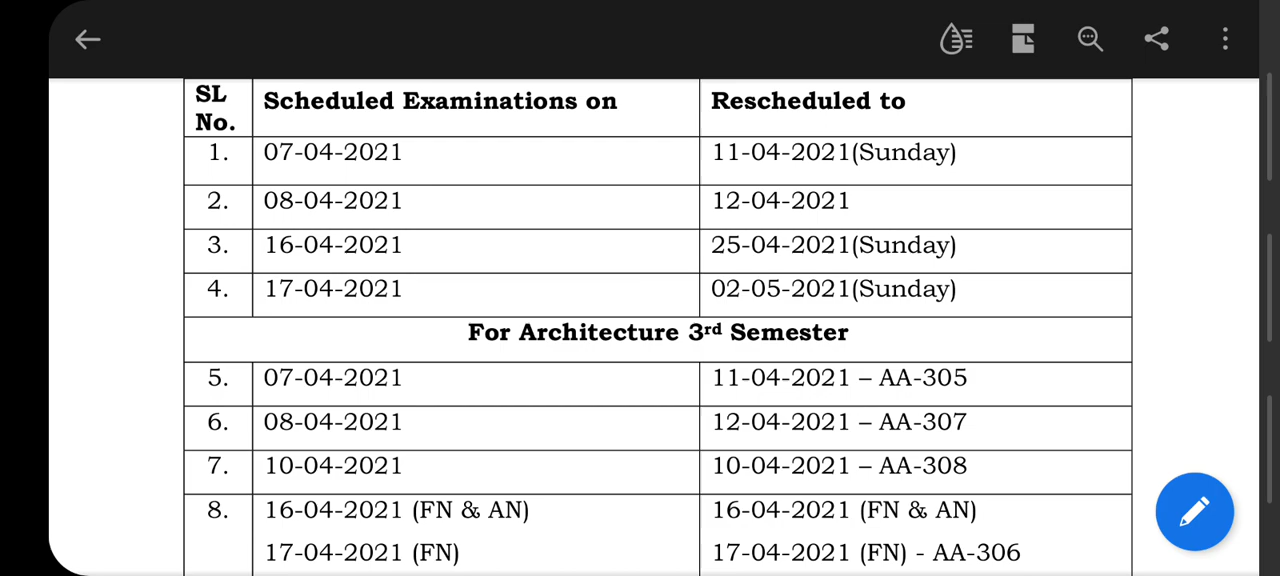 SL No. Scheduled Examinations on Rescheduled to
1. 07-04-2021 11-04-2021(Sunday)
2. 08-04-2021 12-04-2021
3. 16-04-2021 25-04-2021(Sunday)
4. 17-04-2021 02-05-2021(Sunday)
For Architecture 3rd Semester
5. 07-04-2021 11-04-2021 – AA-305
6. 08-04-2021 12-04-2021 – AA-307
7. 10-04-2021 10-04-2021 – AA-308
8. 16-04-2021 (FN & AN) 16-04-2021 (FN & AN)
17-04-2021 (FN) 17-04-2021 (FN) - AA-306